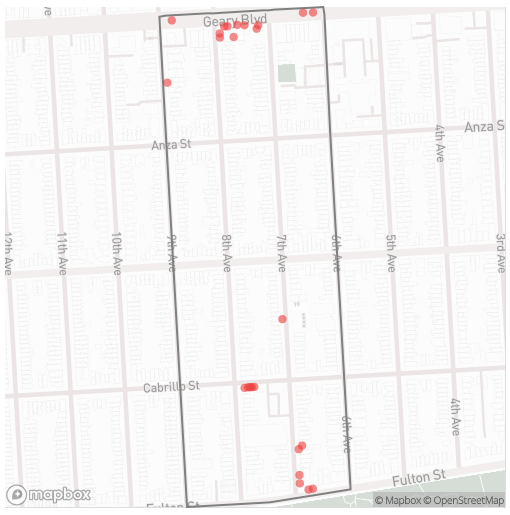 Ave
Geary Blvd
Anza St
Anza S
4th Ave
12th Ave
11th Ave
10th Ave
9th Ave
8th Ave
7th Ave
6th Ave
5th Ave
3rd Ave
Cabrillo St
6th Ave
4th Ave
Fulton St
Fulton St
mapbox
© Mapbox © OpenStreetMap